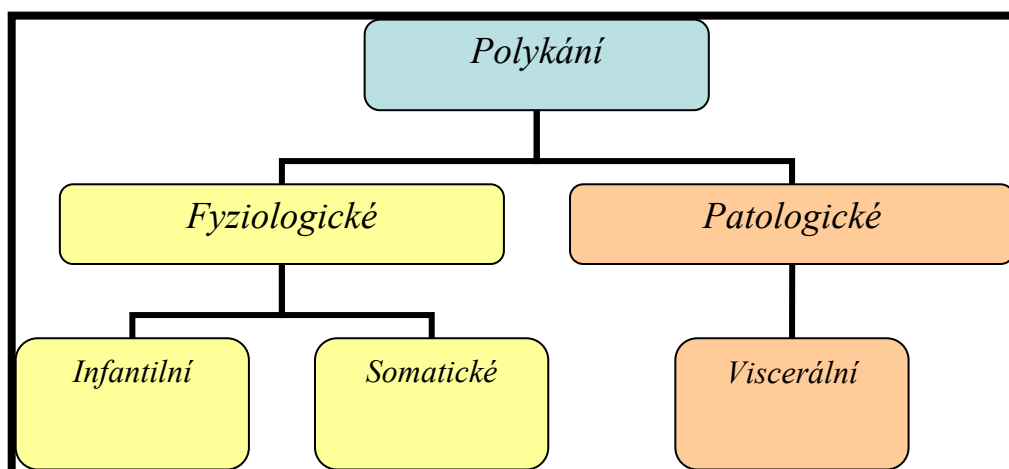 Polykání
Fyziologické
Patologické
Infantilní
Somatické
Viscerální